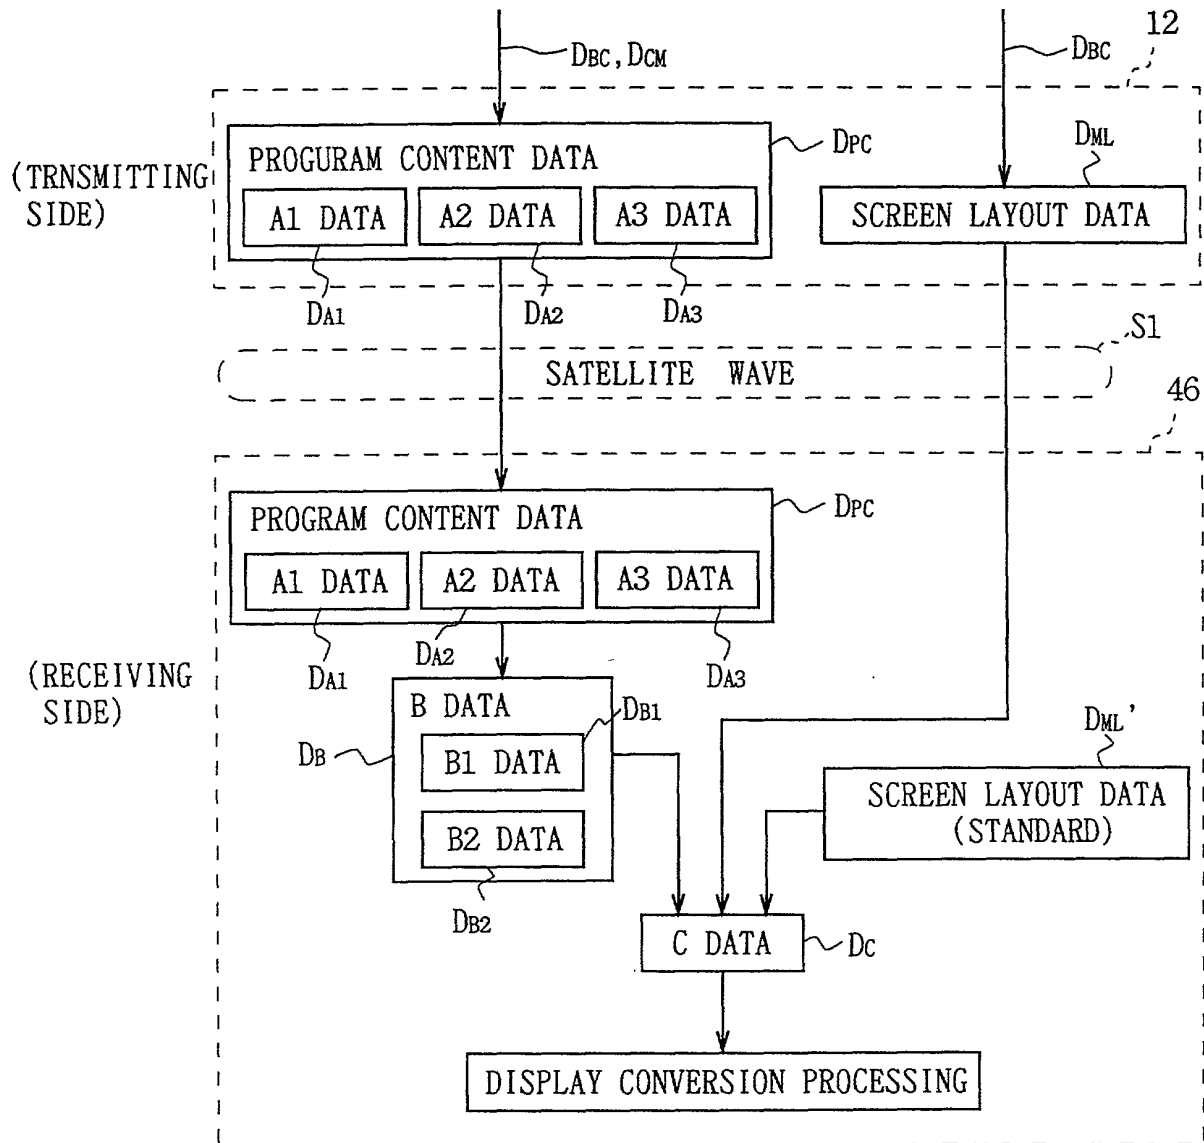 12
DBC, DCM
DBC
(TRNSMITTING
SIDE)
PROGURAM CONTENT DATA
DPC
DML
A1 DATA
A2 DATA
A3 DATA
SCREEN LAYOUT DATA
DA1
DA2
DA3
S1
SATELLITE WAVE
46
PROGRAM CONTENT DATA
DPC
A1 DATA
A2 DATA
A3 DATA
DA1
DA2
DA3
(RECEIVING
SIDE)
B DATA
DB1
DML'
DB
B1 DATA
SCREEN LAYOUT DATA
(STANDARD)
B2 DATA
DB2
C DATA
DC
DISPLAY CONVERSION PROCESSING